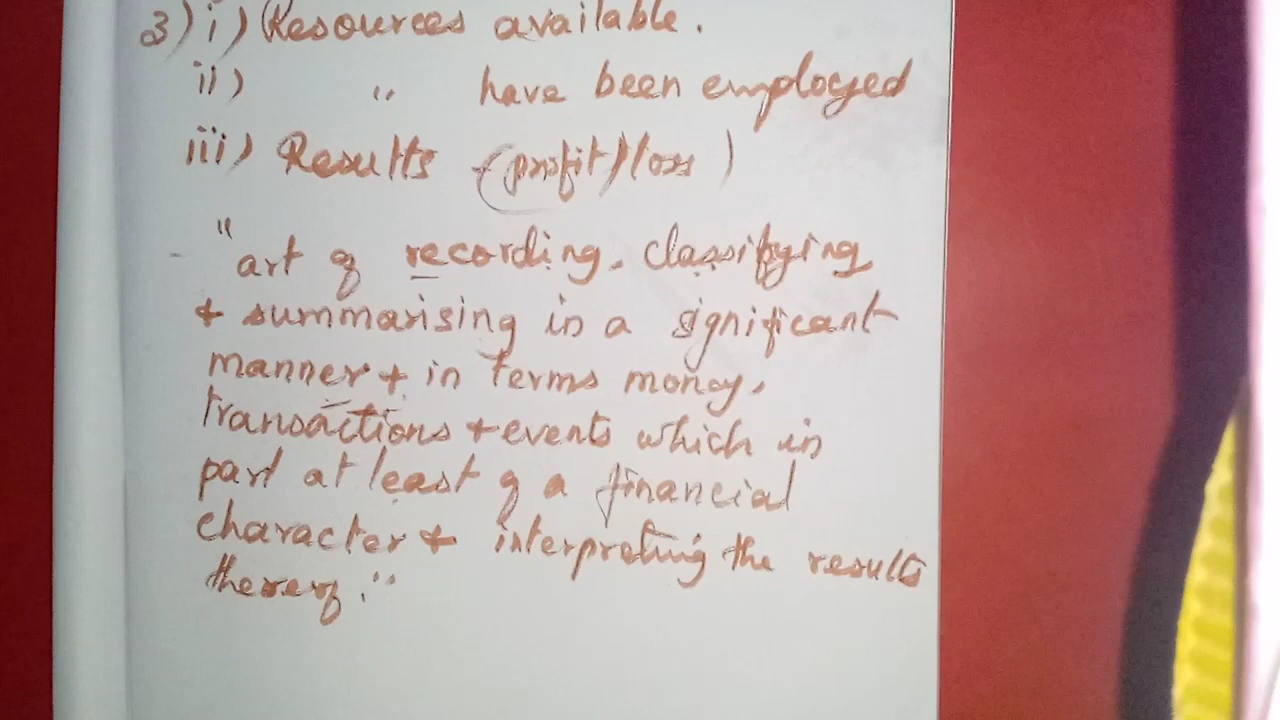 3) i) Resources available.
ii) " have been employed
iii) Results (profit)/loss)
"art of recording, classifying
& summarising in a significant
manner & in terms money,
transactions & events which in
part at least of a financial
character & interpreting the results
thereof."